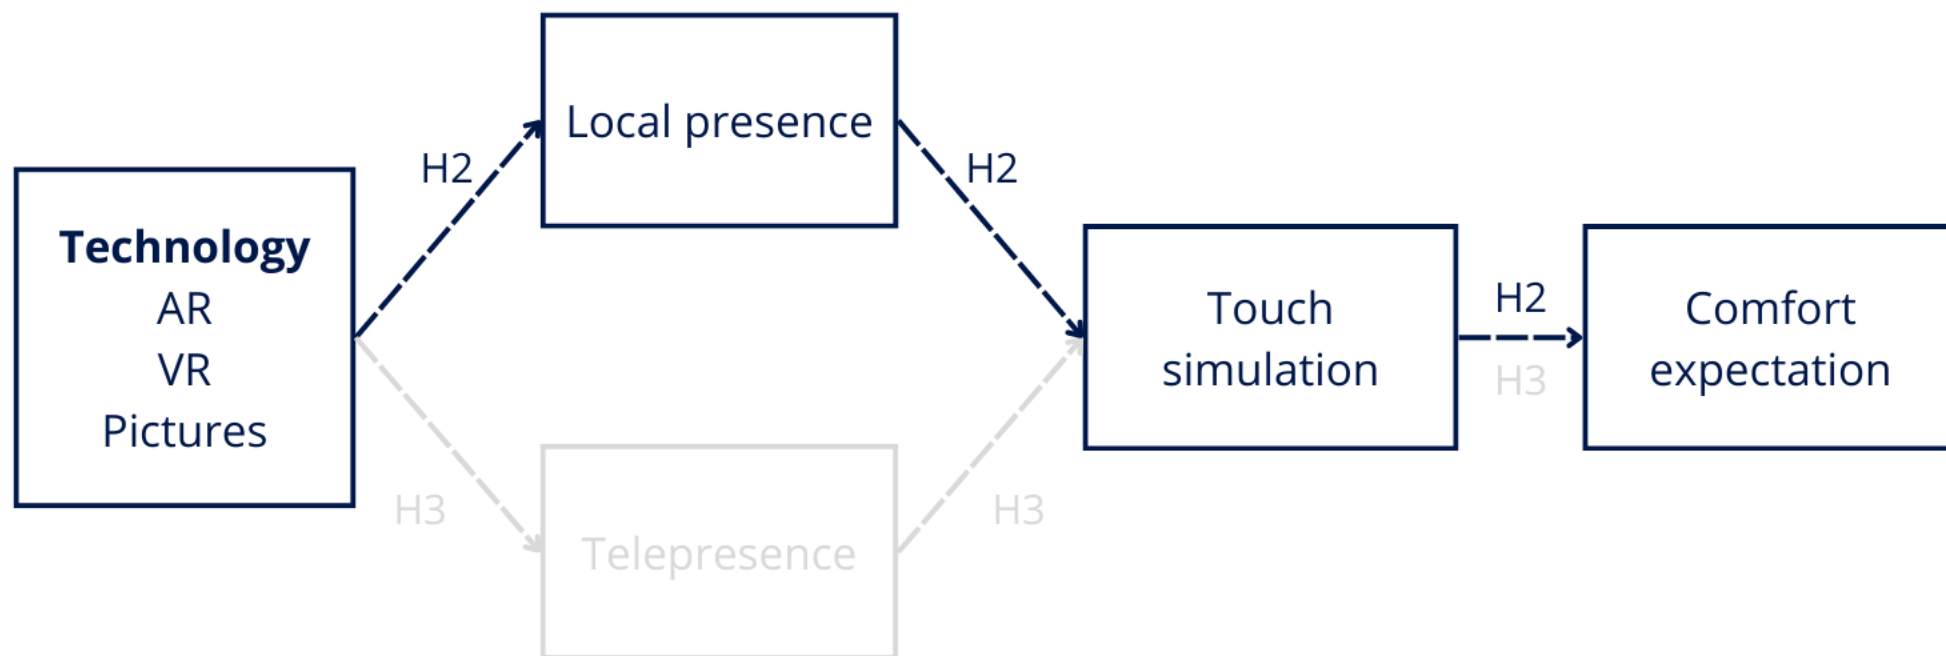 Technology
AR
VR
Pictures
H2
H3
Local presence
Telepresence
H2
H3
Touch
simulation
H2
H3
Comfort
expectation